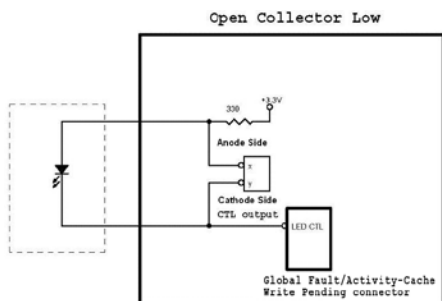 Open Collector Low
+3.3V
330
Anode Side
x
y
Cathode Side
CTL output
LED CTL
Global Fault/Activity-Cache
Write Pending connector